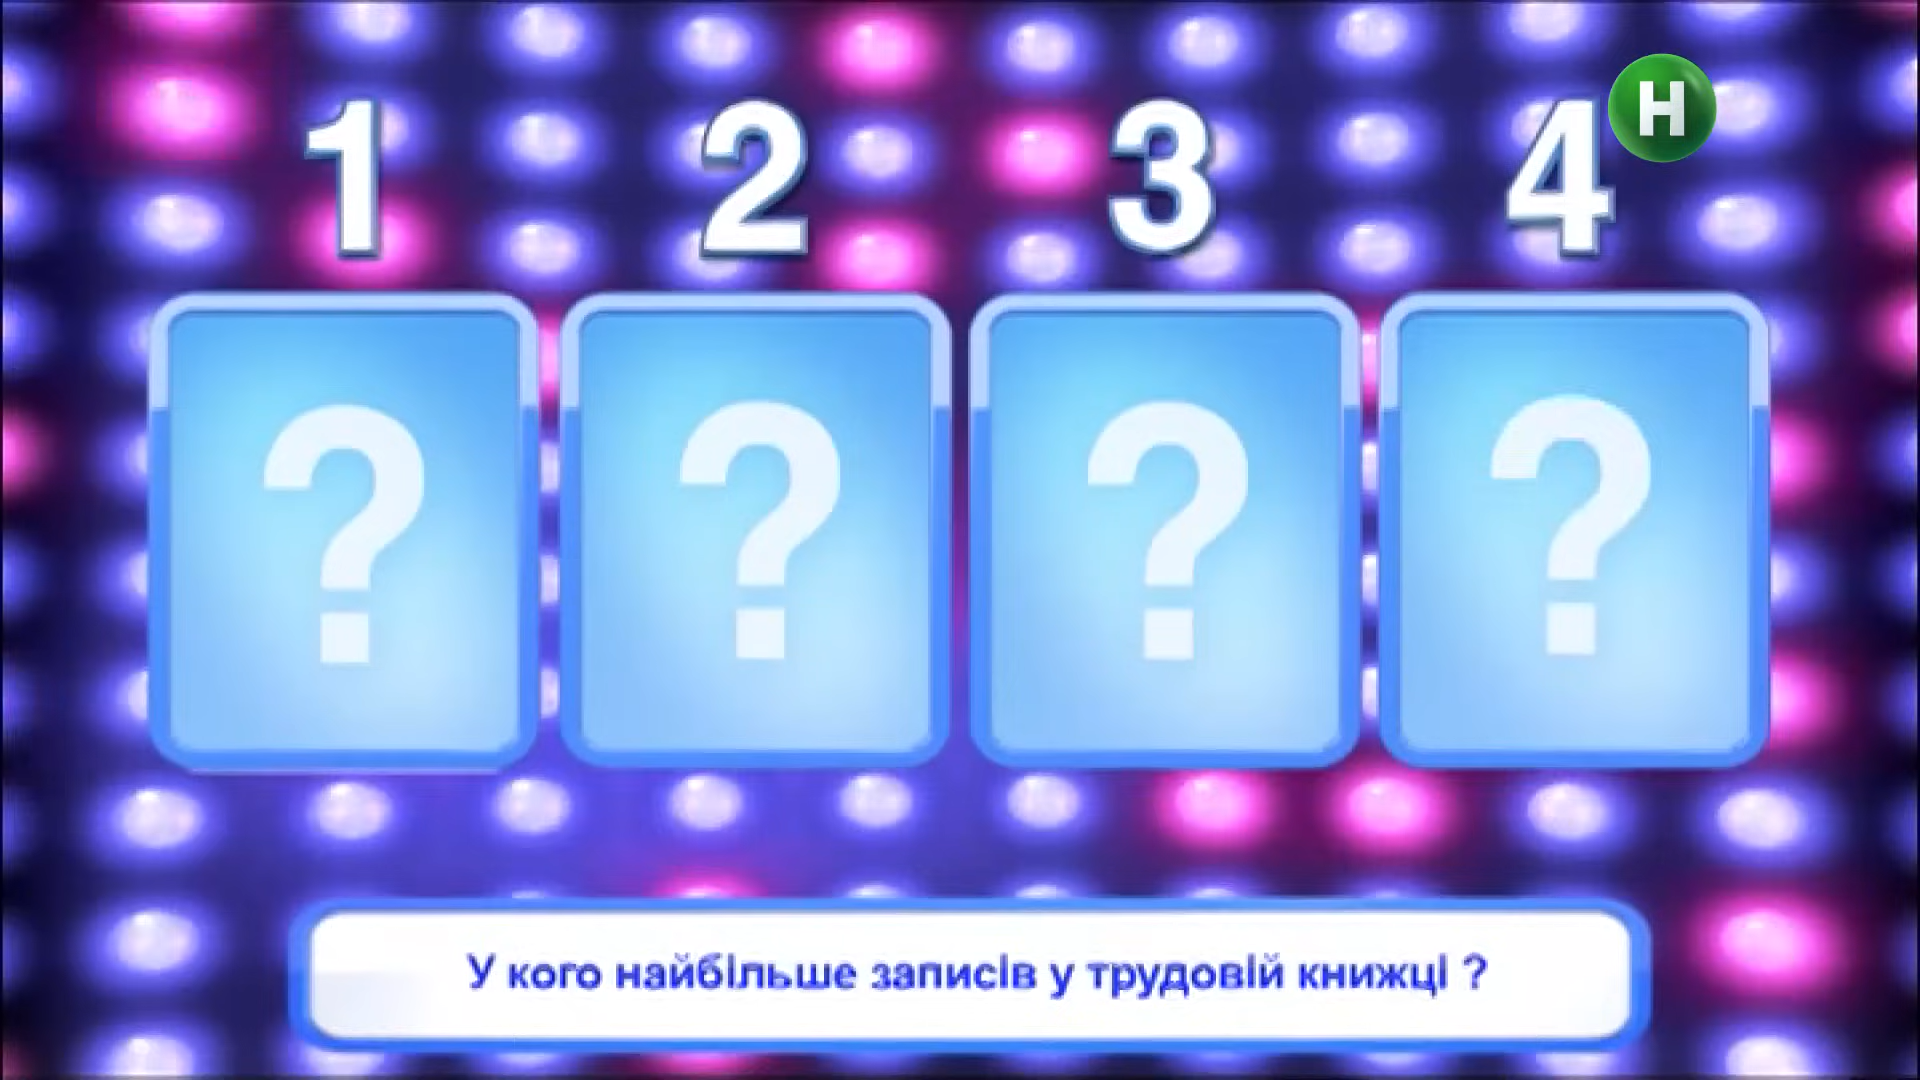 1 2 3 4 Н
? ? ? ?
У кого найбільше записів у трудовій книжці ?